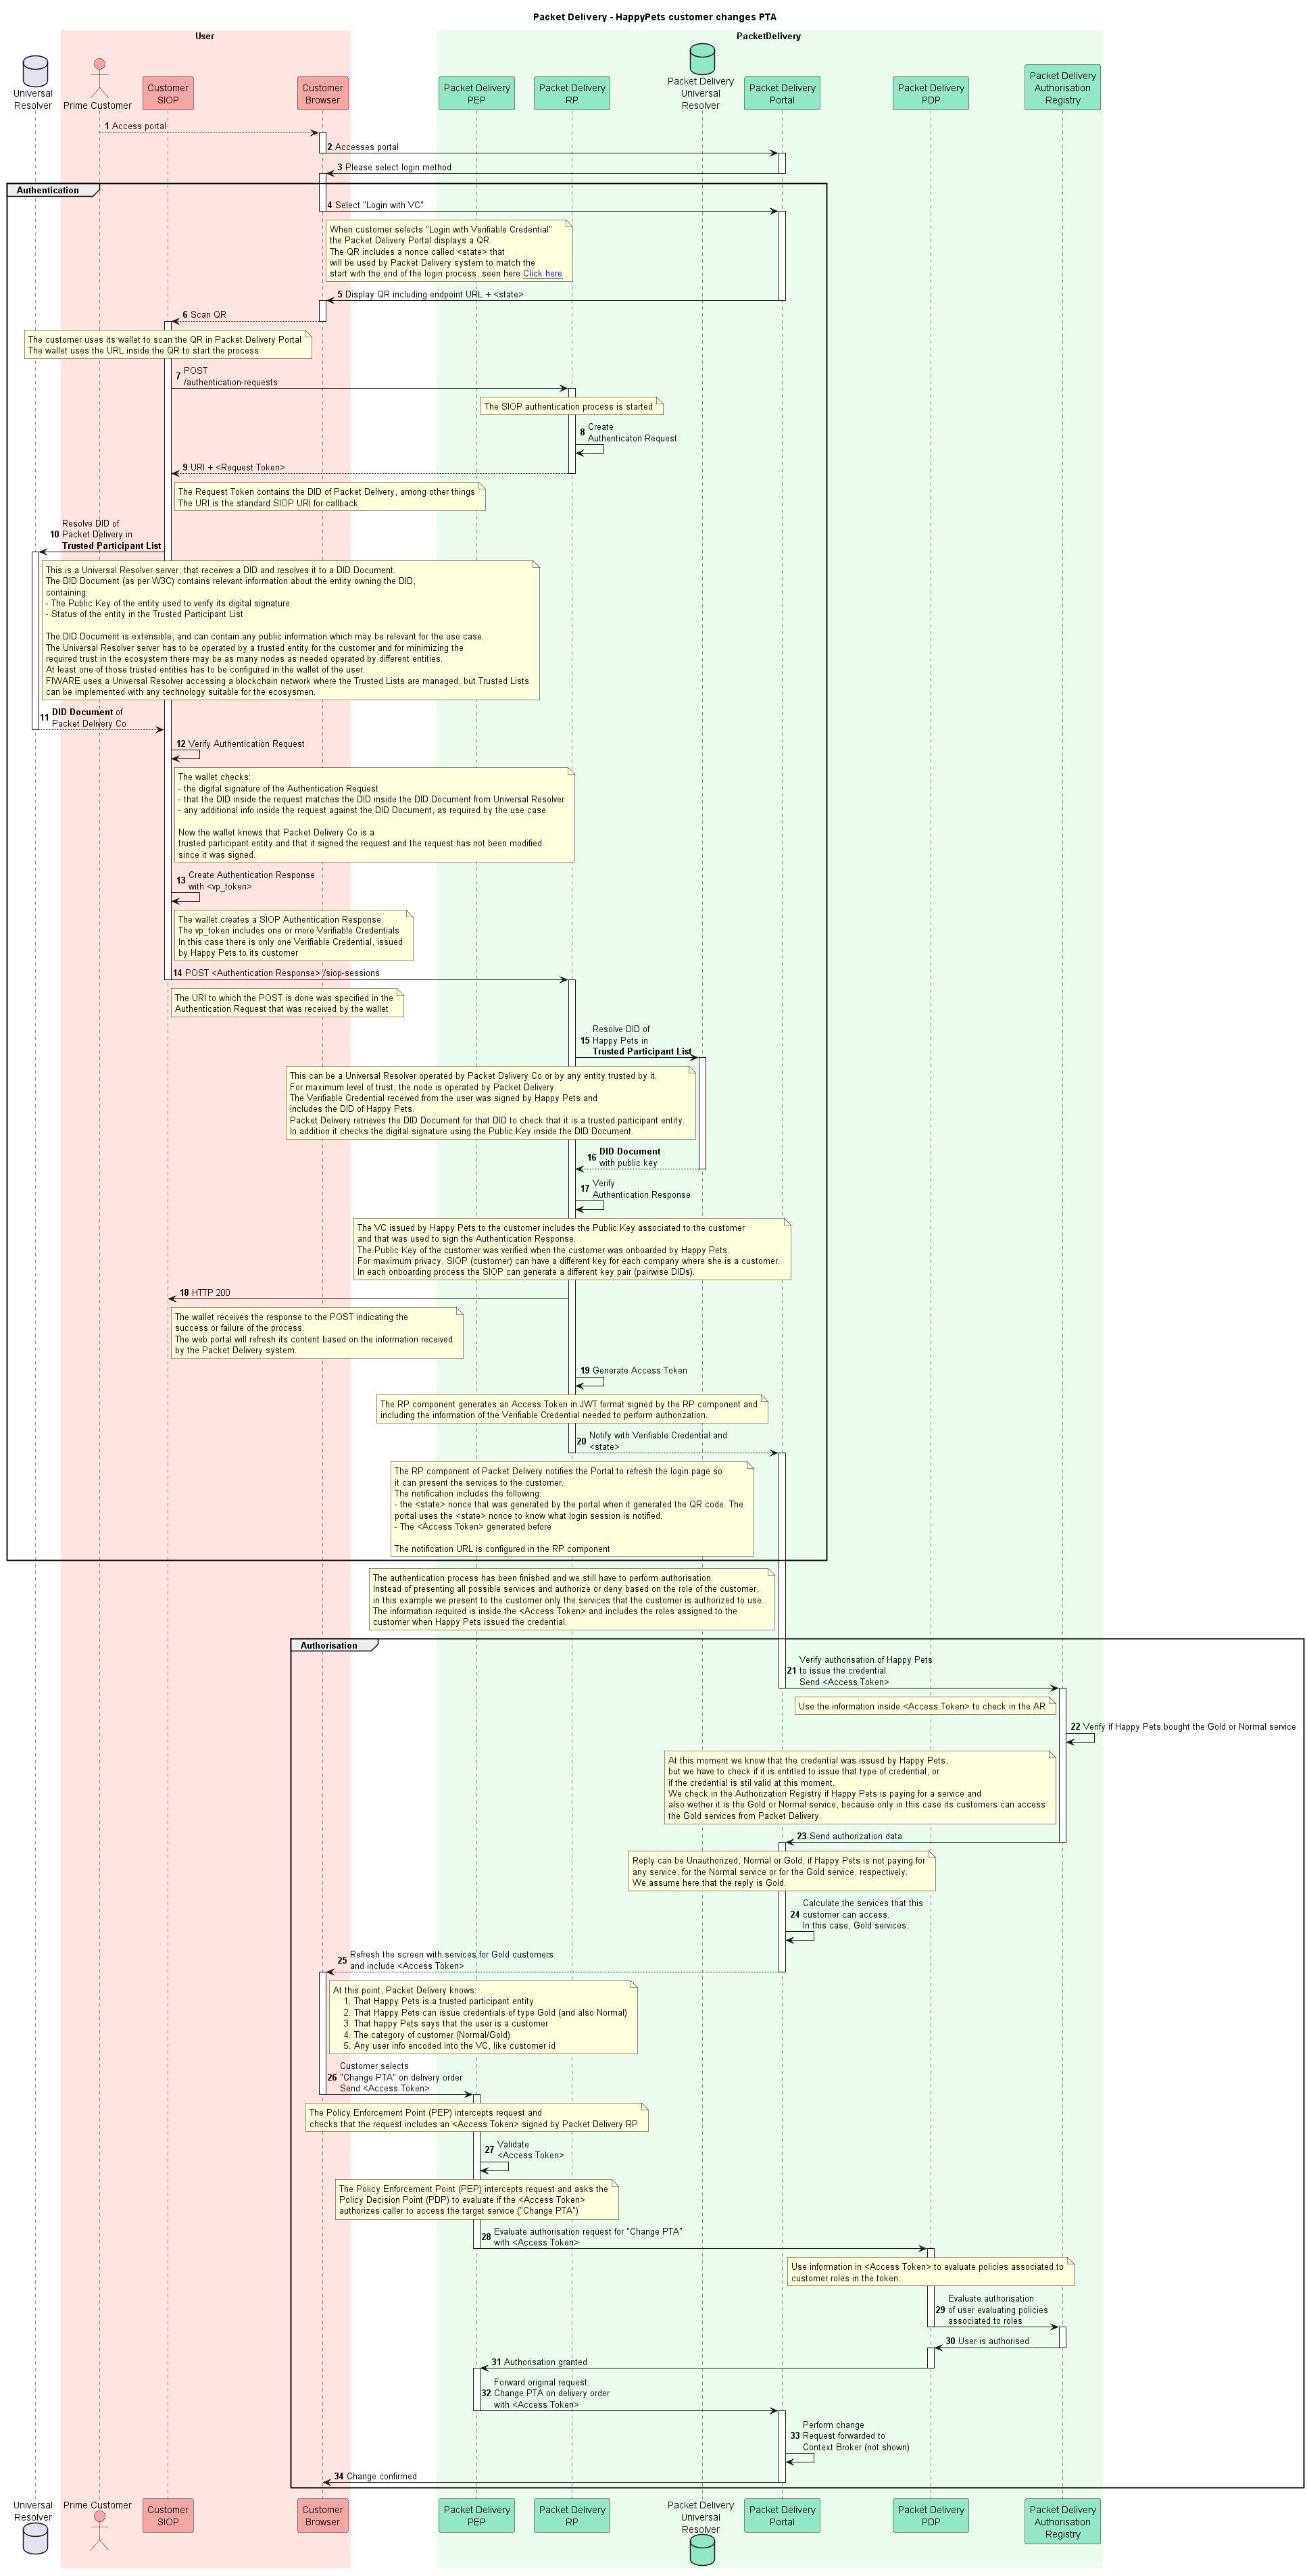 Packet Delivery - HappyPets customer changes PTA
User
PacketDelivery
Universal
Resolver
Prime Customer
Customer
SIOP
Customer
Browser
Packet Delivery
PEP
Packet Delivery
RP
Packet Delivery
Universal
Resolver
Packet Delivery
Portal
Packet Delivery
PDP
Packet Delivery
Authorisation
Registry
1 Access portal
2 Accesses portal
3 Please select login method
Authentication
4 Select "Login with VC"
When customer selects "Login with Verifiable Credential"
the Packet Delivery Portal displays a QR.
The QR includes a nonce called <state> that
will be used by Packet Delivery system to match the
start with the end of the login process, seen here Click here
5 Display QR including endpoint URL + <state>
6 Scan QR
The customer uses its wallet to scan the QR in Packet Delivery Portal
The wallet uses the URL inside the QR to start the process
7 POST
/authentication-requests
The SIOP authentication process is started
8 Create
Authenticaton Request
9 URI + <Request Token>
The Request Token contains the DID of Packet Delivery, among other things
The URI is the standard SIOP URI for callback
Resolve DID of
10 Packet Delivery in
Trusted Participant List
This is a Universal Resolver server, that receives a DID and resolves it to a DID Document.
The DID Document (as per W3C) contains relevant information about the entity owning the DID,
containing:
- The Public Key of the entity used to verify its digital signature
- Status of the entity in the Trusted Participant List
The DID Document is extensible, and can contain any public information which may be relevant for the use case.
The Universal Resolver server has to be operated by a trusted entity for the customer and for minimizing the
required trust in the ecosystem there may be as many nodes as needed operated by different entities.
At least one of those trusted entities has to be configured in the wallet of the user.
FIWARE uses a Universal Resolver accessing a blockchain network where the Trusted Lists are managed, but Trusted Lists
can be implemented with any technology suitable for the ecosysmen.
11 DID Document of
Packet Delivery Co
12 Verify Authentication Request
The wallet checks:
- the digital signature of the Authentication Request
- that the DID inside the request matches the DID inside the DID Document from Universal Resolver
- any additional info inside the request against the DID Document, as required by the use case
Now the wallet knows that Packet Delivery Co is a
trusted participant entity and that it signed the request and the request has not been modified
since it was signed.
13 Create Authentication Response
with <vp_token>
The wallet creates a SIOP Authentication Response
The vp_token includes one or more Verifiable Credentials
In this case there is only one Verifiable Credential, issued
by Happy Pets to its customer
14 POST <Authentication Response> /siop-sessions
The URI to which the POST is done was specified in the
Authentication Request that was received by the wallet
Resolve DID of
15 Happy Pets in
Trusted Participant List
This can be a Universal Resolver operated by Packet Delivery Co or by any entity trusted by it.
For maximum level of trust, the node is operated by Packet Delivery.
The Verifiable Credential received from the user was signed by Happy Pets and
includes the DID of Happy Pets.
Packet Delivery retrieves the DID Document for that DID to check that it is a trusted participant entity.
In addition it checks the digital signature using the Public Key inside the DID Document.
16 DID Document
with public key
17 Verify
Authentication Response
The VC issued by Happy Pets to the customer includes the Public Key associated to the customer
and that was used to sign the Authentication Response.
The Public Key of the customer was verified when the customer was onboarded by Happy Pets.
For maximum privacy, SIOP (customer) can have a different key for each company where she is a customer.
In each onboarding process the SIOP can generate a different key pair (pairwise DIDs).
18 HTTP 200
The wallet receives the response to the POST indicating the
success or failure of the process.
The web portal will refresh its content based on the information received
by the Packet Delivery system.
19 Generate Access Token
The RP component generates an Access Token in JWT format signed by the RP component and
including the information of the Verifiable Credential needed to perform authorization.
20 Notify with Verifiable Credential and
<state>
The RP component of Packet Delivery notifies the Portal to refresh the login page so
it can present the services to the customer.
The notification includes the following:
- the <state> nonce that was generated by the portal when it generated the QR code. The
portal uses the <state> nonce to know what login session is notified.
- The <Access Token> generated before
The notification URL is configured in the RP component
The authentication process has been finished and we still have to perform authorisation.
Instead of presenting all possible services and authorize or deny based on the role of the customer,
in this example we present to the customer only the services that the customer is authorized to use.
The information required is inside the <Access Token> and includes the roles assigned to the
customer when Happy Pets issued the credential.
Authorisation
Verify authorisation of Happy Pets
21 to issue the credential.
Send <Access Token>
Use the information inside <Access Token> to check in the AR
22 Verify if Happy Pets bought the Gold or Normal service
At this moment we know that the credential was issued by Happy Pets,
but we have to check if it is entitled to issue that type of credential, or
if the credential is stil valid at this moment.
We check in the Authorization Registry if Happy Pets is paying for a service and
also wether it is the Gold or Normal service, because only in this case its customers can access
the Gold services from Packet Delivery.
23 Send authorization data
Reply can be Unauthorized, Normal or Gold, if Happy Pets is not paying for
any service, for the Normal service or for the Gold service, respectively.
We assume here that the reply is Gold.
Calculate the services that this
24 customer can access.
In this case, Gold services.
25 Refresh the screen with services for Gold customers
and include <Access Token>
At this point, Packet Delivery knows:
1. That Happy Pets is a trusted participant entity
2. That Happy Pets can issue credentials of type Gold (and also Normal)
3. That happy Pets says that the user is a customer
4. The category of customer (Normal/Gold)
5. Any user info encoded into the VC, like customer id
Customer selects
26 "Change PTA" on delivery order
Send <Access Token>
The Policy Enforcement Point (PEP) intercepts request and
checks that the request includes an <Access Token> signed by Packet Delivery RP
27 Validate
<Access Token>
The Policy Enforcement Point (PEP) intercepts request and asks the
Policy Decision Point (PDP) to evaluate if the <Access Token>
authorizes caller to access the target service ("Change PTA")
28 Evaluate authorisation request for "Change PTA"
with <Access Token>
Use information in <Access Token> to evaluate policies associated to
customer roles in the token.
Evaluate authorisation
29 of user evaluating policies
associated to roles
30 User is authorised
31 Authorisation granted
Forward original request:
32 Change PTA on delivery order
with <Access Token>
Perform change
33 Request forwarded to
Context Broker (not shown)
34 Change confirmed
Universal
Resolver
Prime Customer
Customer
SIOP
Customer
Browser
Packet Delivery
PEP
Packet Delivery
RP
Packet Delivery
Universal
Resolver
Packet Delivery
Portal
Packet Delivery
PDP
Packet Delivery
Authorisation
Registry